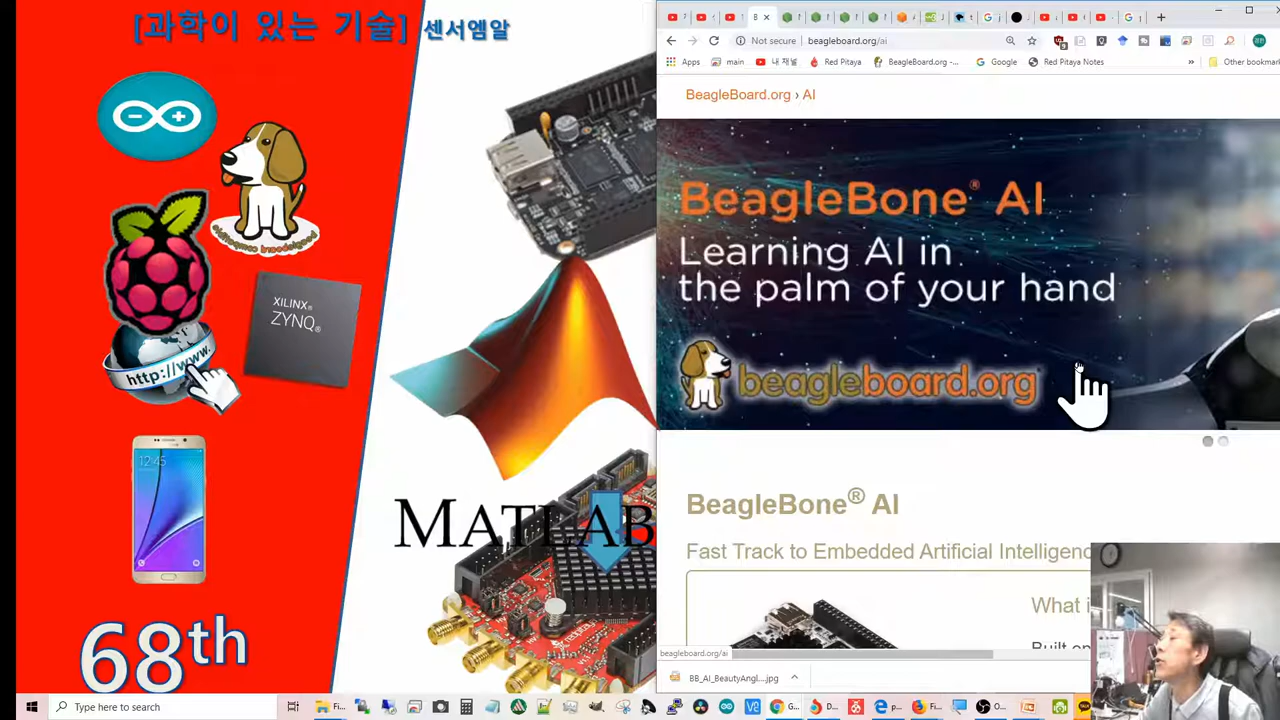 [과학이 있는 기술] 센서엠알
XILINX®
ZYNQ®
http://www.
12:45
MATLAB
68th
Type here to search
Not secure
beagleboard.org/ai
Apps
main
내 채널
Red Pitaya
BeagleBoard.org -...
Google
Red Pitaya Notes
»
Other bookmar
BeagleBoard.org › AI
BeagleBone® AI
Learning AI in
the palm of your hand
beagleboard.org
BeagleBone® AI
Fast Track to Embedded Artificial Intelligenc
What i
Built on
beagleboard.org/ai
BB_AI_BeautyAngl....jpg